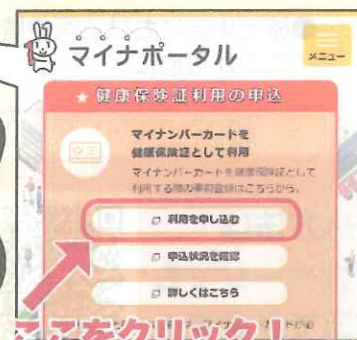 マイナポータル
メニュー
★ 健康保険証利用の申込
マイナンバーカードを
健康保険証として利用
マイナンバーカードを健康保険証として
利用する際の事前登録はこちらから。
利用を申し込む
申込状況を確認
詳しくはこちら
ここをクリック！